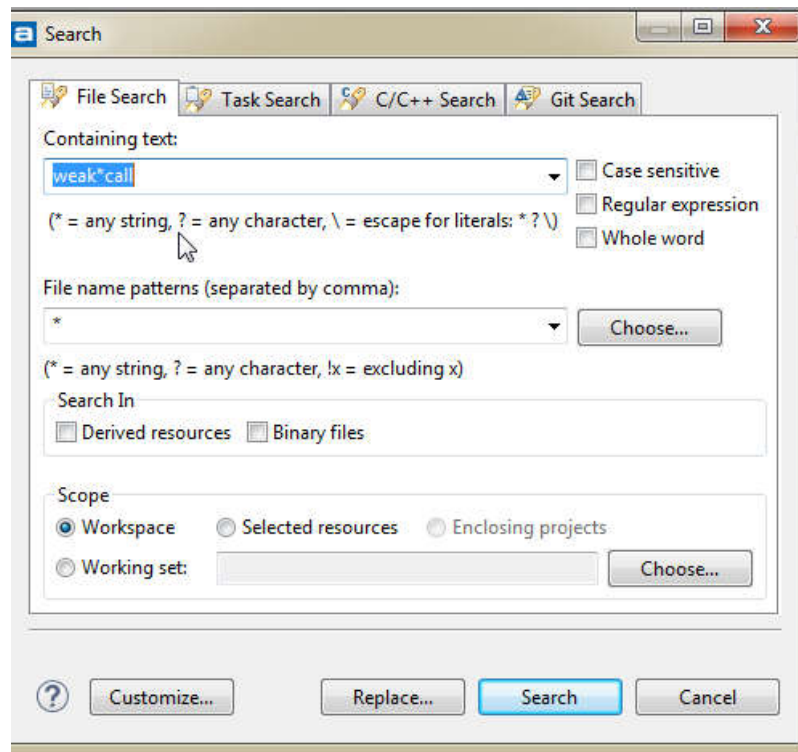 a Search
X
File Search Task Search C/C++ Search Git Search
Containing text:
weak*call
Case sensitive
(* = any string, ? = any character, \ = escape for literals: * ? \)
Regular expression
Whole word
File name patterns (separated by comma):
*
Choose...
(* = any string, ? = any character, !x = excluding x)
Search In
Derived resources Binary files
Scope
Workspace Selected resources Enclosing projects
Working set: Choose...
? Customize... Replace... Search Cancel